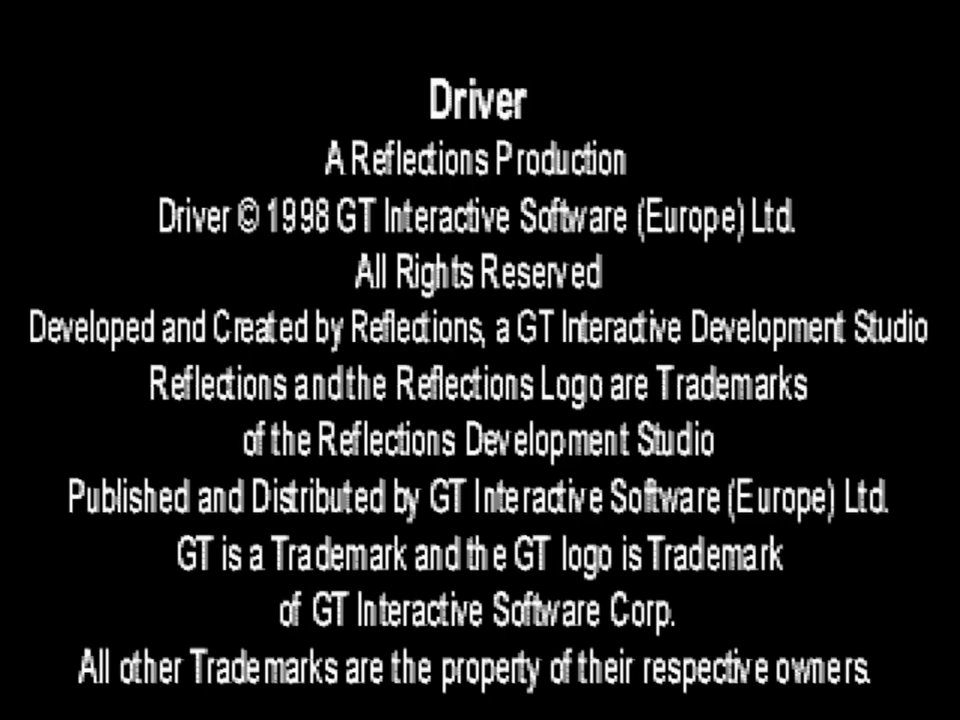 Driver
A Reflections Production
Driver © 1998 GT Interactive Software (Europe) Ltd.
All Rights Reserved
Developed and Created by Reflections, a GT Interactive Development Studio
Reflections and the Reflections Logo are Trademarks
of the Reflections Development Studio
Published and Distributed by GT Interactive Software (Europe) Ltd.
GT is a Trademark and the GT logo is Trademark
of GT Interactive Software Corp.
All other Trademarks are the property of their respective owners.